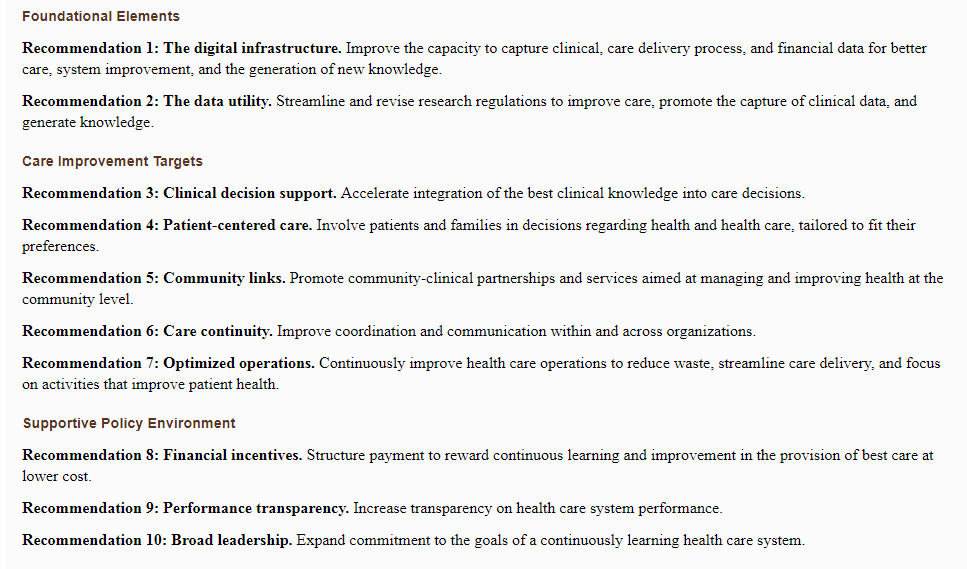 Foundational Elements
Recommendation 1: The digital infrastructure. Improve the capacity to capture clinical, care delivery process, and financial data for better
care, system improvement, and the generation of new knowledge.
Recommendation 2: The data utility. Streamline and revise research regulations to improve care, promote the capture of clinical data, and
generate knowledge.
Care Improvement Targets
Recommendation 3: Clinical decision support. Accelerate integration of the best clinical knowledge into care decisions.
Recommendation 4: Patient-centered care. Involve patients and families in decisions regarding health and health care, tailored to fit their
preferences.
Recommendation 5: Community links. Promote community-clinical partnerships and services aimed at managing and improving health at the
community level.
Recommendation 6: Care continuity. Improve coordination and communication within and across organizations.
Recommendation 7: Optimized operations. Continuously improve health care operations to reduce waste, streamline care delivery, and focus
on activities that improve patient health.
Supportive Policy Environment
Recommendation 8: Financial incentives. Structure payment to reward continuous learning and improvement in the provision of best care at
lower cost.
Recommendation 9: Performance transparency. Increase transparency on health care system performance.
Recommendation 10: Broad leadership. Expand commitment to the goals of a continuously learning health care system.